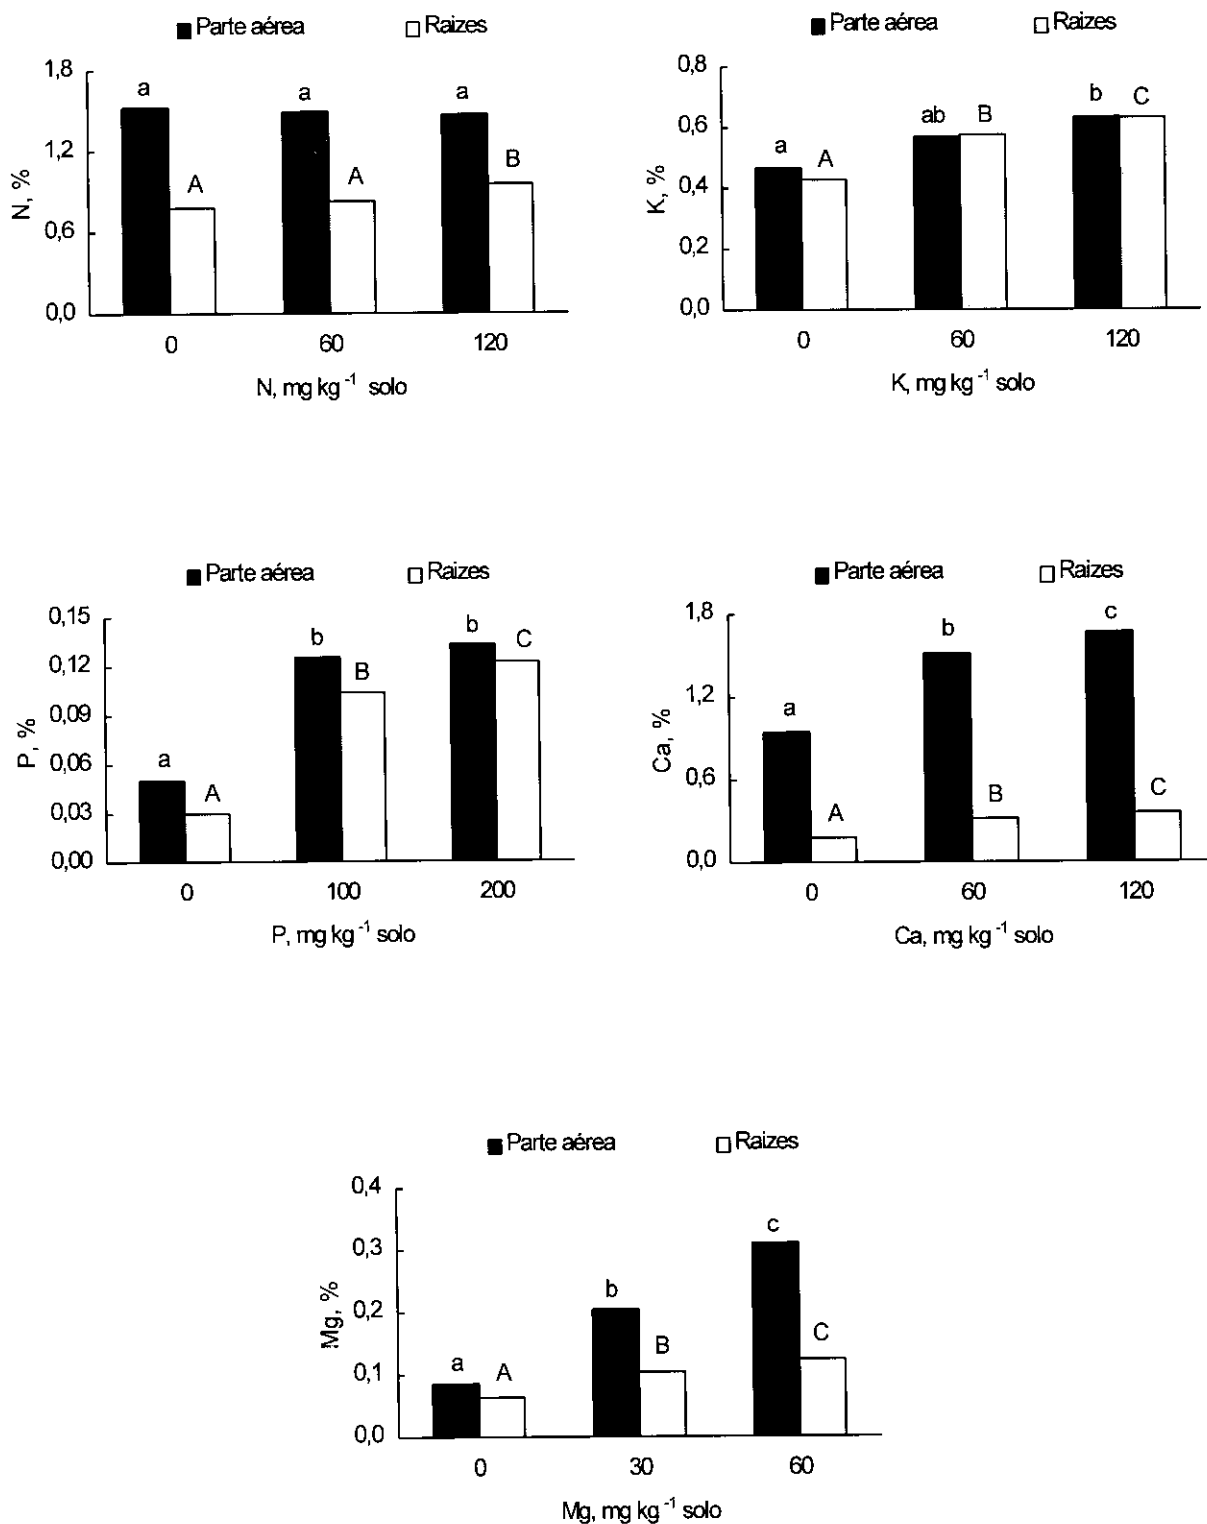 Parte aérea Raizes
1,8
1,2
0,6
0,0
N, %
a a a
A A B
0 60 120
N, mg kg -1 solo
Parte aérea Raizes
0,8
0,6
0,4
0,2
0,0
K, %
a A ab B b C
0 60 120
K, mg kg -1 solo
Parte aérea Raizes
0,15
0,12
0,09
0,06
0,03
0,00
P, %
a A b B b C
0 100 200
P, mg kg -1 solo
Parte aérea Raizes
1,8
1,2
0,6
0,0
Ca, %
a A b B c C
0 60 120
Ca, mg kg -1 solo
Parte aérea Raizes
0,4
0,3
0,2
0,1
0,0
Mg, %
a A b B c C
0 30 60
Mg, mg kg -1 solo